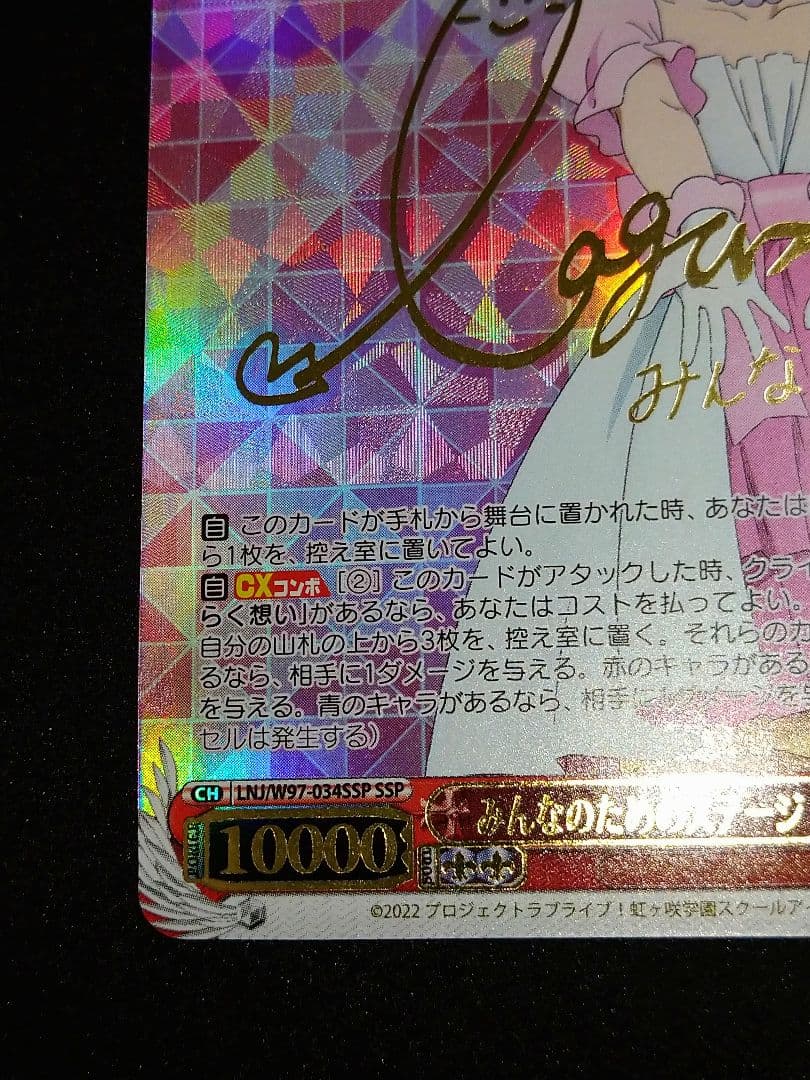 みんな
自 このカードが手札から舞台に置かれた時、あなたは
ら1枚を、控え室に置いてよい。
自 CXコンボ [②] このカードがアタックした時、クライ
らく想い」があるなら、あなたはコストを払ってよい。
自分の山札の上から3枚を、控え室に置く。それらのカ
るなら、相手に1ダメージを与える。赤のキャラがある
を与える。青のキャラがあるなら、相手に1ダメージを
セルは発生する）
CH LNJ/W97-034SSP SSP
10000 みんなのためのステージ
©2022 プロジェクトラブライブ！虹ヶ咲学園スクールア